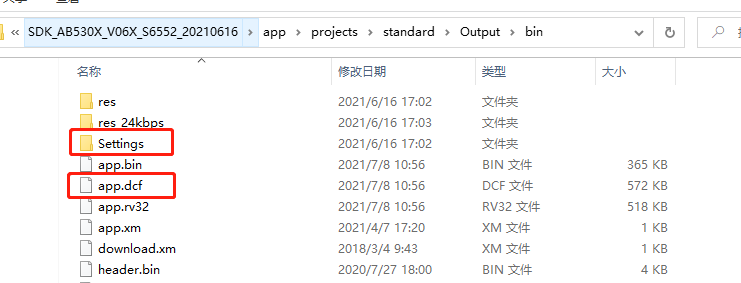 SDK_AB530X_V06X_S6552_20210616 > app > projects > standard > Output > bin
名称 修改日期 类型 大小
res 2021/6/16 17:02 文件夹
res_24kbps 2021/6/16 17:03 文件夹
Settings 2021/6/16 17:02 文件夹
app.bin 2021/7/8 10:56 BIN 文件 365 KB
app.dcf 2021/7/8 10:56 DCF 文件 572 KB
app.rv32 2021/7/8 10:56 RV32 文件 518 KB
app.xm 2021/4/7 17:20 XM 文件 1 KB
download.xm 2018/3/4 9:43 XM 文件 1 KB
header.bin 2020/7/27 18:00 BIN 文件 4 KB